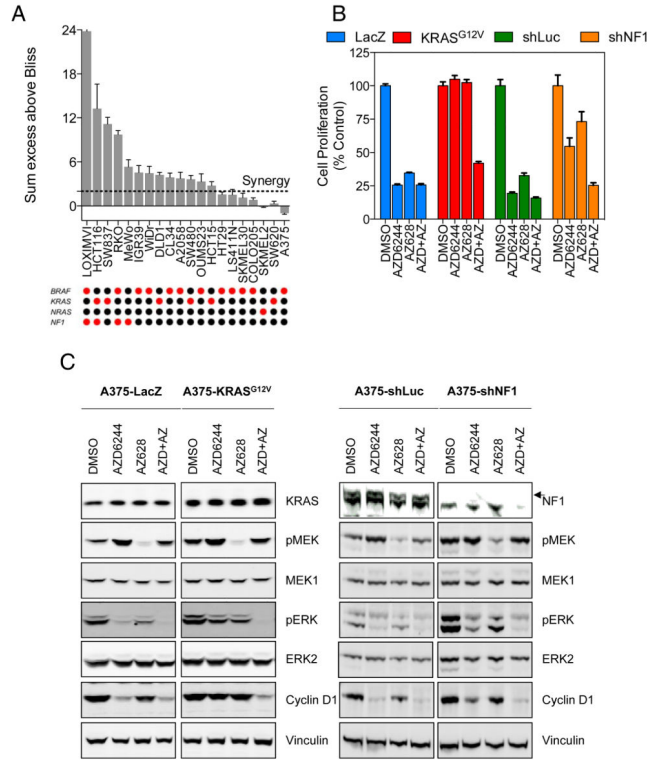 A
Sum excess above Bliss
24
18
12
6
0
Synergy
LOXIMVI
HCT116
SW837
RKO
MeWo
IGR39
WiDr
DLD1
CL34
A2058
SW480
OUMS23
HCT15
HT29
LS411N
SKMEL30
COLO205
SKMEL2
SW620
A375
BRAF
KRAS
NRAS
NF1
B
LacZ KRASG12V shLuc shNF1
Cell Proliferation
(% Control)
125
100
75
50
25
0
DMSO
AZD6244
AZ628
AZD+AZ
DMSO
AZD6244
AZ628
AZD+AZ
DMSO
AZD6244
AZ628
AZD+AZ
DMSO
AZD6244
AZ628
AZD+AZ
C
A375-LacZ A375-KRASG12V
DMSO
AZD6244
AZ628
AZD+AZ
DMSO
AZD6244
AZ628
AZD+AZ
KRAS
pMEK
MEK1
pERK
ERK2
Cyclin D1
Vinculin
A375-shLuc A375-shNF1
DMSO
AZD6244
AZ628
AZD+AZ
DMSO
AZD6244
AZ628
AZD+AZ
NF1
pMEK
MEK1
pERK
ERK2
Cyclin D1
Vinculin